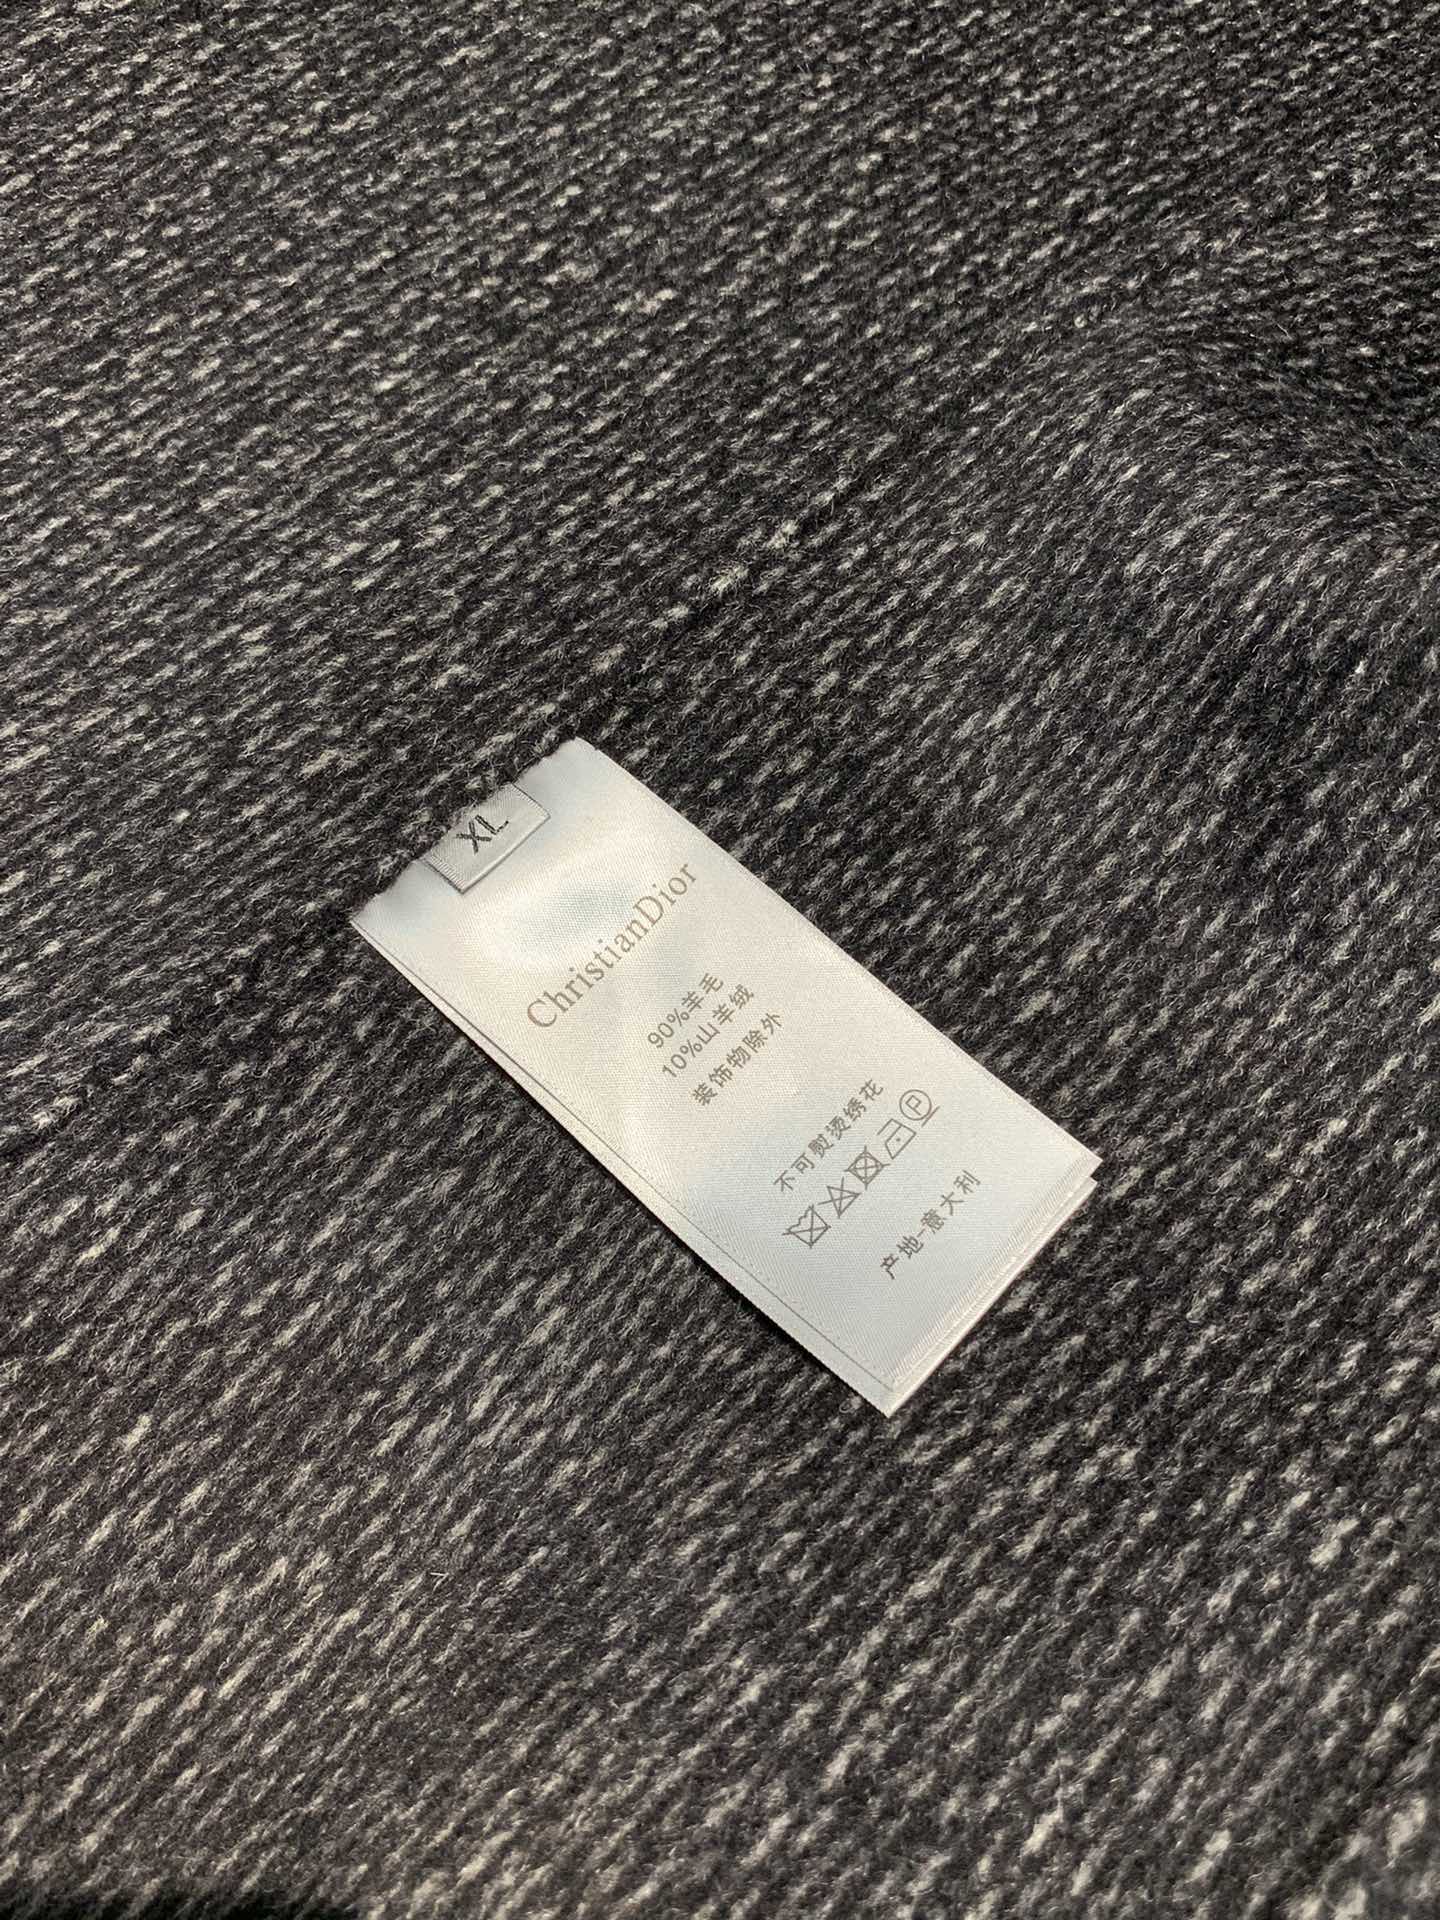 XL
ChristianDior
90%羊毛
10%山羊绒
装饰物除外
不可熨烫绣花
P
产地-意大利